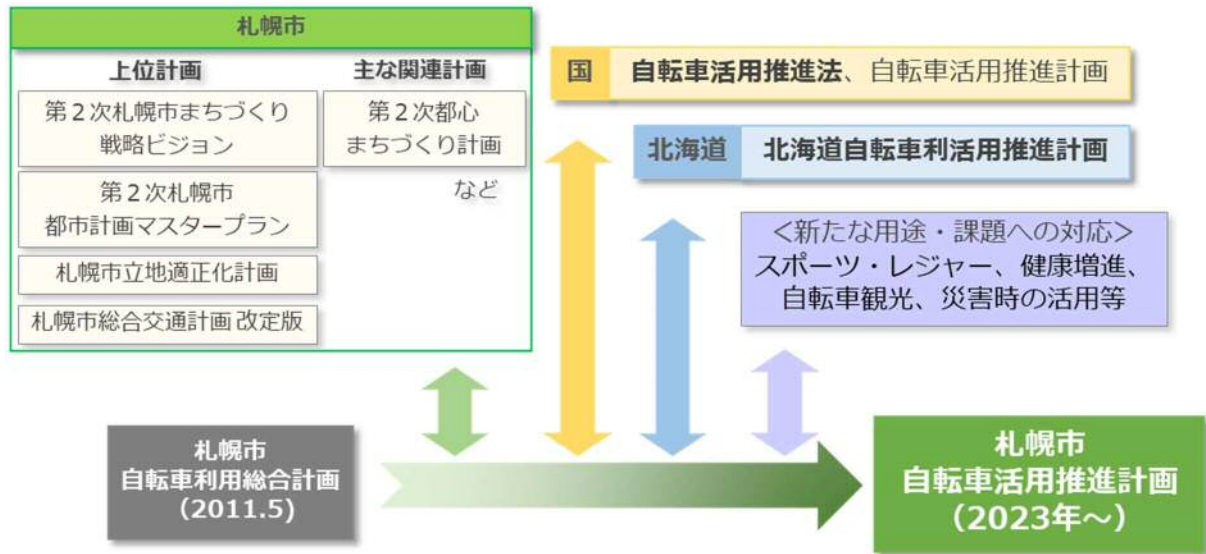 札幌市
上位計画
第２次札幌市まちづくり
戦略ビジョン
第２次札幌市
都市計画マスタープラン
札幌市立地適正化計画
札幌市総合交通計画 改定版
主な関連計画
第２次都心
まちづくり計画
など
国 自転車活用推進法、自転車活用推進計画
北海道 北海道自転車利活用推進計画
＜新たな用途・課題への対応＞
スポーツ・レジャー、健康増進、
自転車観光、災害時の活用等
札幌市
自転車利用総合計画
(2011.5)
札幌市
自転車活用推進計画
（2023年～）